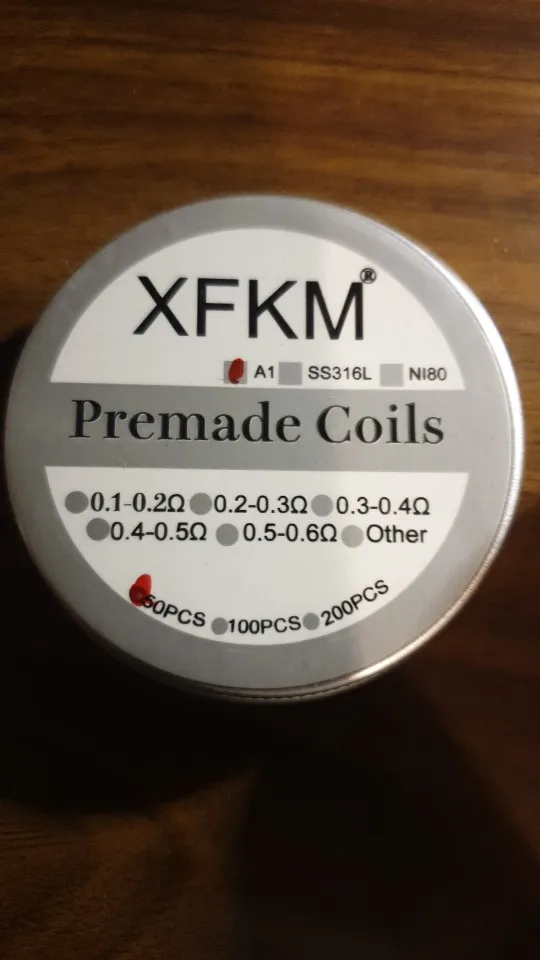 XFKM®
A1 SS316L NI80
Premade Coils
0.1-0.2Ω 0.2-0.3Ω 0.3-0.4Ω
0.4-0.5Ω 0.5-0.6Ω Other
50PCS 100PCS 200PCS